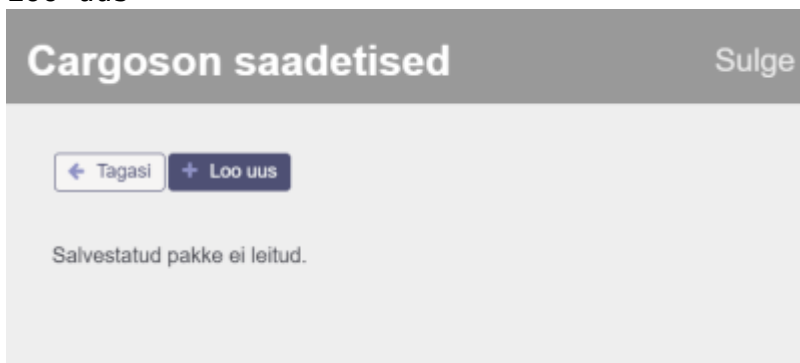 Cargoson saadetised
Sulge
Tagasi
+ Loo uus
Salvestatud pakke ei leitud.